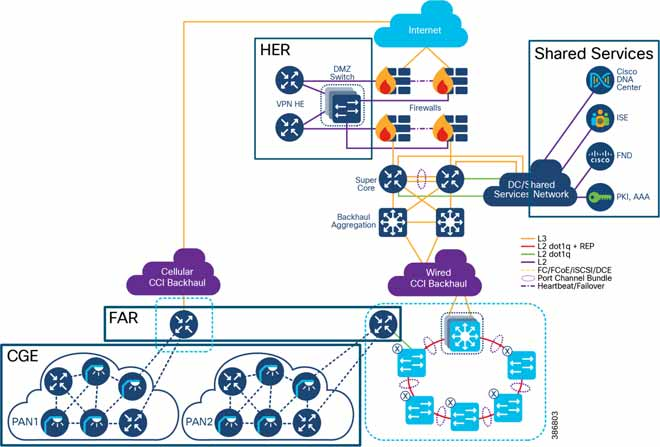 Internet
HER
DMZ
Switch
VPN HE
Firewalls
Shared Services
Cisco
DNA
Center
ISE
CISCO
FND
PKI, AAA
DC/Shared
Services Network
Super
Core
Backhaul
Aggregation
L3
L2 dot1q + REP
L2 dot1q
L2
FC/FCoE/iSCSI/DCE
Port Channel Bundle
Heartbeat/Failover
Cellular
CCI Backhaul
Wired
CCI Backhaul
FAR
CGE
PAN1
PAN2
X
X
X
X
X
X
386803